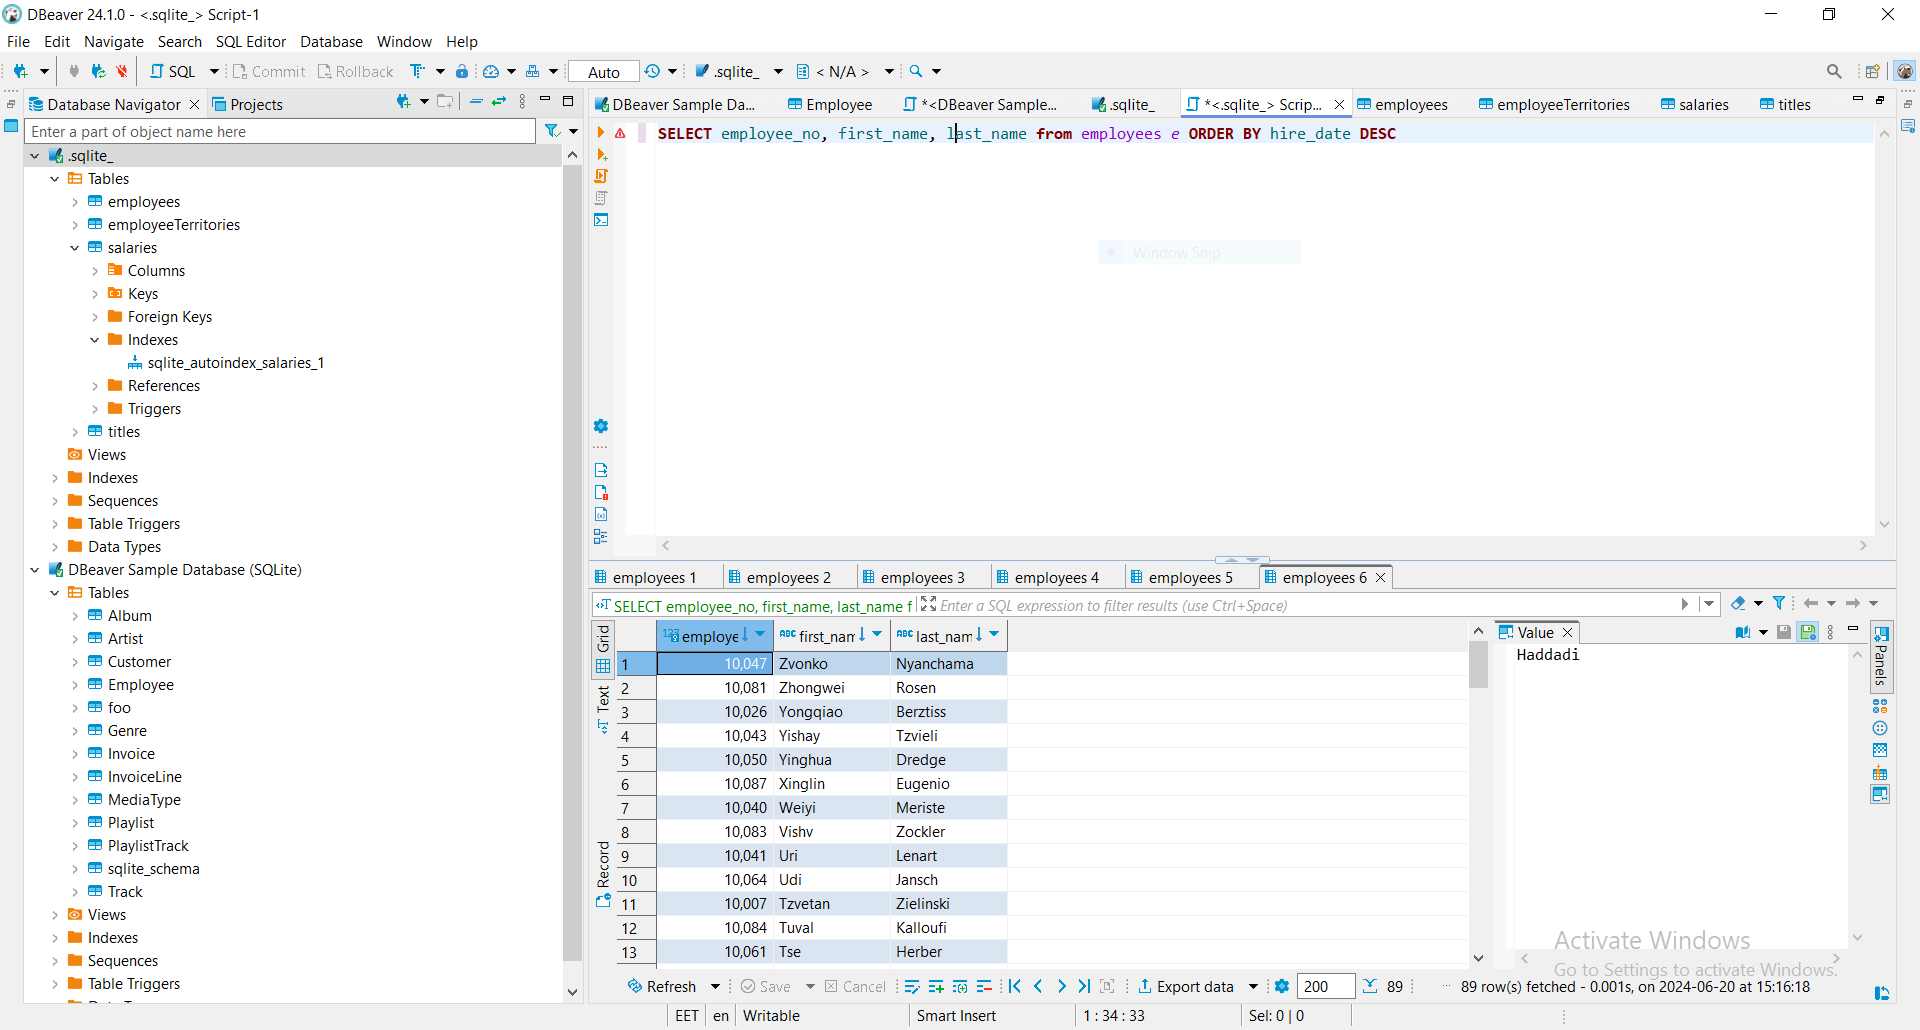 DBeaver 24.1.0 - <.sqlite_> Script-1
File Edit Navigate Search SQL Editor Database Window Help
SQL Commit Rollback Auto .sqlite_ < N/A >
Database Navigator Projects
DBeaver Sample Da... Employee *<DBeaver Sample... .sqlite_ *<.sqlite_> Scrip... employees employeeTerritories salaries titles
Enter a part of object name here
SELECT employee_no, first_name, last_name from employees e ORDER BY hire_date DESC
Window Snip
.sqlite_
Tables
employees
employeeTerritories
salaries
Columns
Keys
Foreign Keys
Indexes
sqlite_autoindex_salaries_1
References
Triggers
titles
Views
Indexes
Sequences
Table Triggers
Data Types
DBeaver Sample Database (SQLite)
Tables
Album
Artist
Customer
Employee
foo
Genre
Invoice
InvoiceLine
MediaType
Playlist
PlaylistTrack
sqlite_schema
Track
Views
Indexes
Sequences
Table Triggers
employees 1 employees 2 employees 3 employees 4 employees 5 employees 6
SELECT employee_no, first_name, last_name f Enter a SQL expression to filter results (use Ctrl+Space)
Grid
Text
Record
123 employe ABC first_nam ABC last_nam
1 10,047 Zvonko Nyanchama
2 10,081 Zhongwei Rosen
3 10,026 Yongqiao Berztiss
4 10,043 Yishay Tzvieli
5 10,050 Yinghua Dredge
6 10,087 Xinglin Eugenio
7 10,040 Weiyi Meriste
8 10,083 Vishv Zockler
9 10,041 Uri Lenart
10 10,064 Udi Jansch
11 10,007 Tzvetan Zielinski
12 10,084 Tuval Kalloufi
13 10,061 Tse Herber
Value
Haddadi
Panels
Activate Windows
Go to Settings to activate Windows.
Refresh Save Cancel Export data 200 89 89 row(s) fetched - 0.001s, on 2024-06-20 at 15:16:18
EET en Writable Smart Insert 1 : 34 : 33 Sel: 0 | 0